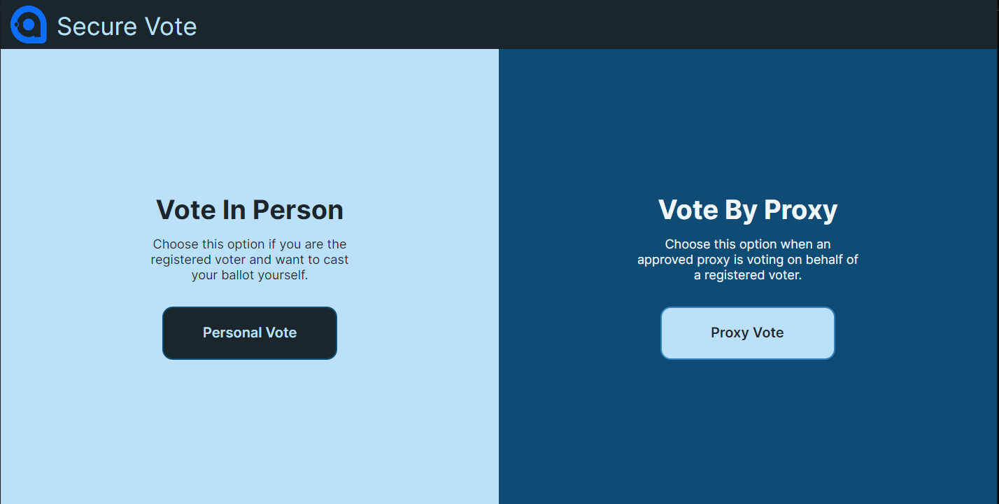 Secure Vote
Vote In Person
Choose this option if you are the
registered voter and want to cast
your ballot yourself.
Personal Vote
Vote By Proxy
Choose this option when an
approved proxy is voting on behalf of
a registered voter.
Proxy Vote